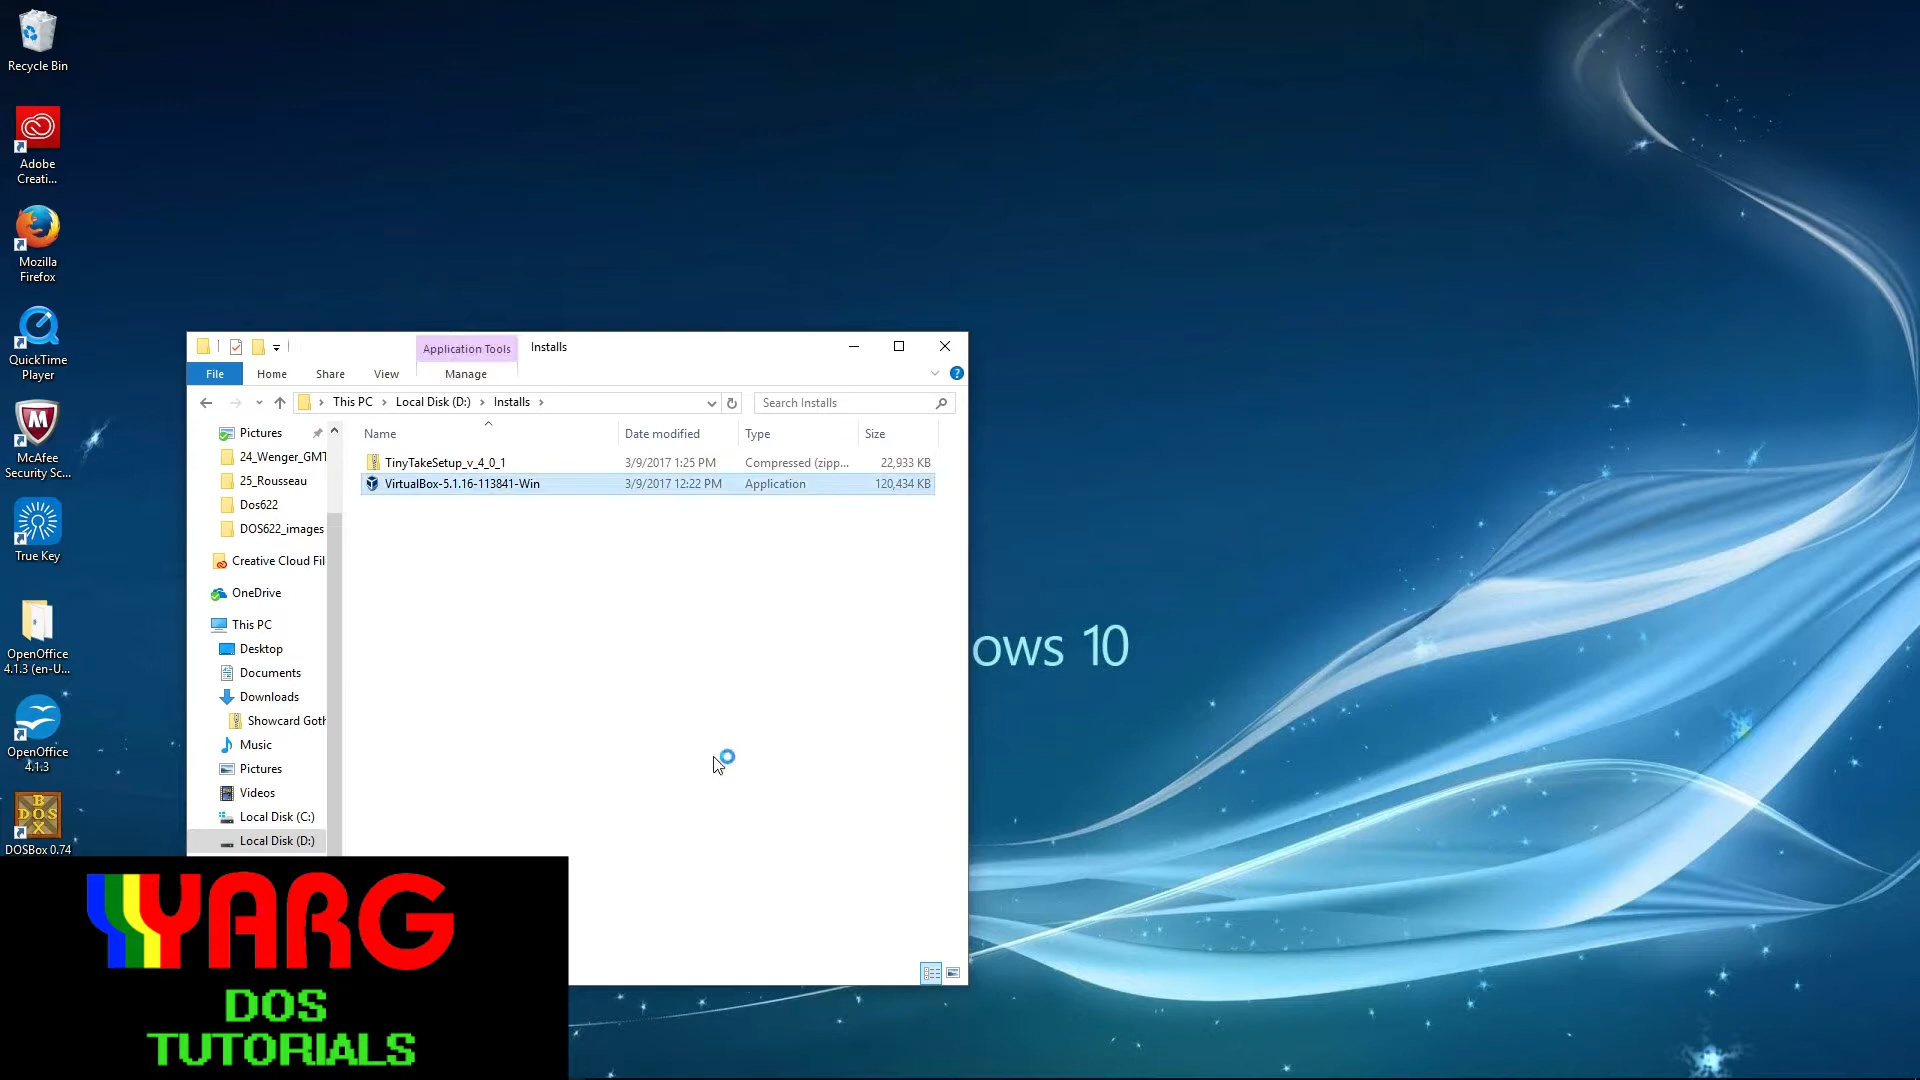 Recycle Bin
Adobe
Creati...
Mozilla
Firefox
QuickTime
Player
McAfee
Security Sc...
True Key
OpenOffice
4.1.3 (en-U...
OpenOffice
4.1.3
DOSBox 0.74
Application Tools
Installs
File
Home
Share
View
Manage
This PC
Local Disk (D:)
Installs
Search Installs
Name
Date modified
Type
Size
TinyTakeSetup_v_4_0_1
3/9/2017 1:25 PM
Compressed (zipp...
22,933 KB
VirtualBox-5.1.16-113841-Win
3/9/2017 12:22 PM
Application
120,434 KB
Pictures
24_Wenger_GMT
25_Rousseau
Dos622
DOS622_images
Creative Cloud Fil
OneDrive
This PC
Desktop
Documents
Downloads
Showcard Goth
Music
Pictures
Videos
Local Disk (C:)
Local Disk (D:)
ows 10
YARG
DOS
TUTORIALS